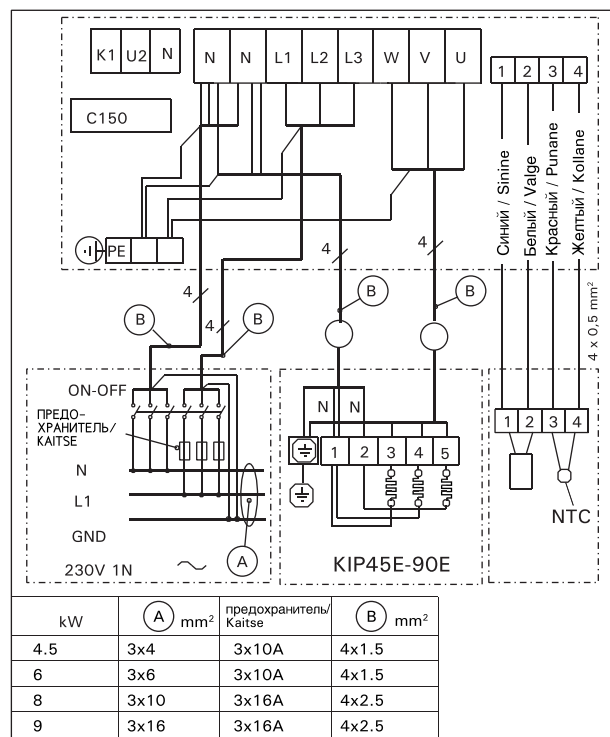 K1 U2 N
N N L1 L2 L3 W V U
1 2 3 4
C150
Синий / Sinine
Белый / Valge
Красный / Punane
Желтый / Kollane
PE
4
4
4
4
B
B
B
B
4 x 0,5 mm²
ON-OFF
ПРЕДО-
ХРАНИТЕЛЬ/
KAITSE
N
L1
GND
230V 1N
A
N N
1 2 3 4 5
KIP45E-90E
1 2 3 4
NTC
kW A mm² предохранитель/ Kaitse B mm²
4.5 3x4 3x10A 4x1.5
6 3x6 3x10A 4x1.5
8 3x10 3x16A 4x2.5
9 3x16 3x16A 4x2.5